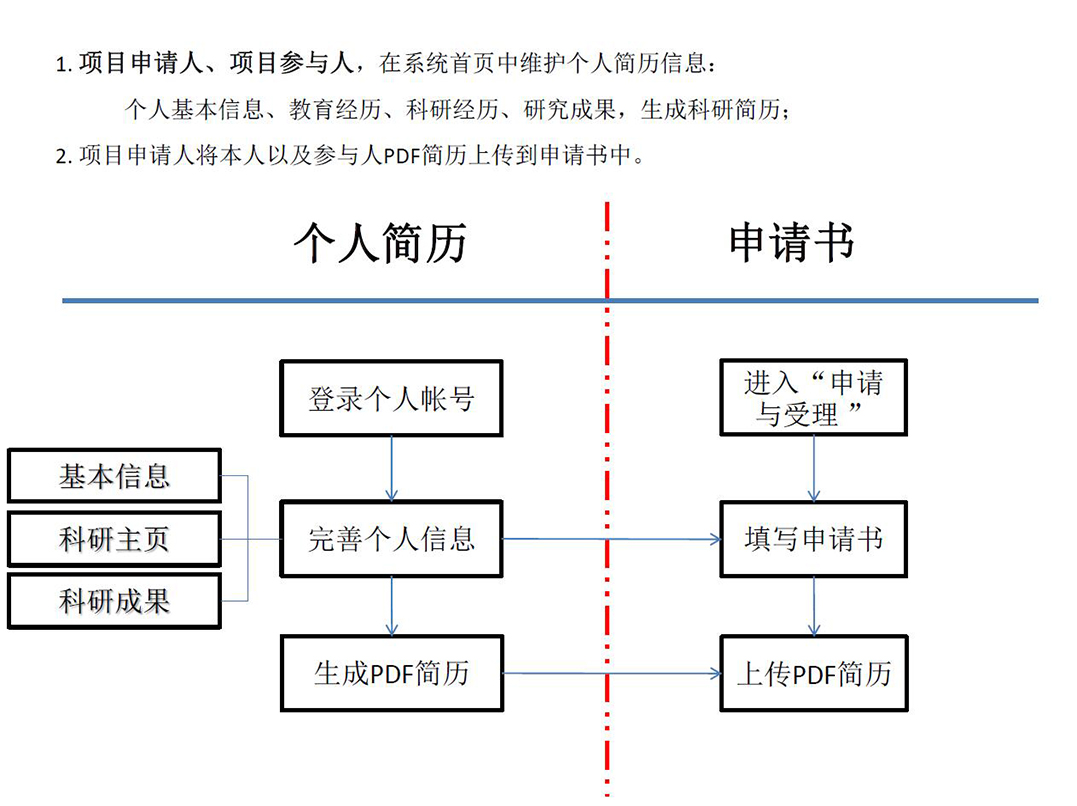 1. 项目申请人、项目参与人，在系统首页中维护个人简历信息：
个人基本信息、教育经历、科研经历、研究成果，生成科研简历；
2. 项目申请人将本人以及参与人PDF简历上传到申请书中。
个人简历
申请书
登录个人帐号
进入“申请
与受理 ”
基本信息
科研主页
科研成果
完善个人信息
填写申请书
生成PDF简历
上传PDF简历